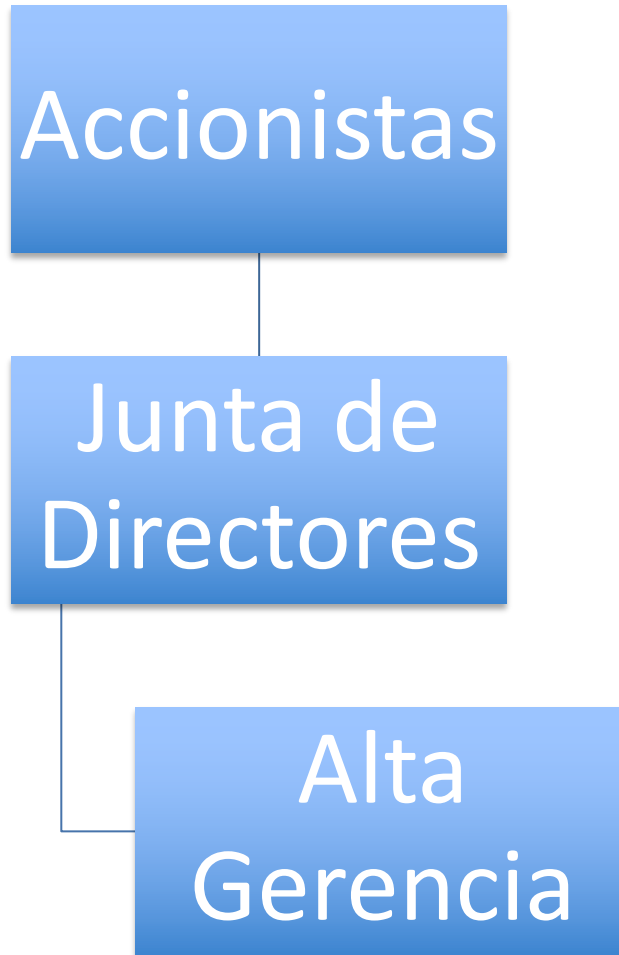 Accionistas
Junta de
Directores
Alta
Gerencia